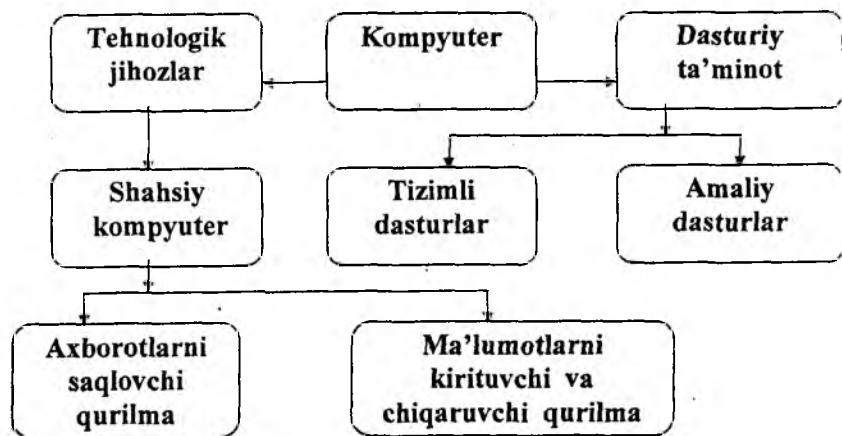 Tehnologik
jihozlar
Kompyuter
Dasturiy
ta’minot
Shahsiy
kompyuter
Tizimli
dasturlar
Amaliy
dasturlar
Axborotlarni
saqlovchi
qurilma
Ma’lumotlarni
kirituvchi va
chiqaruvchi qurilma